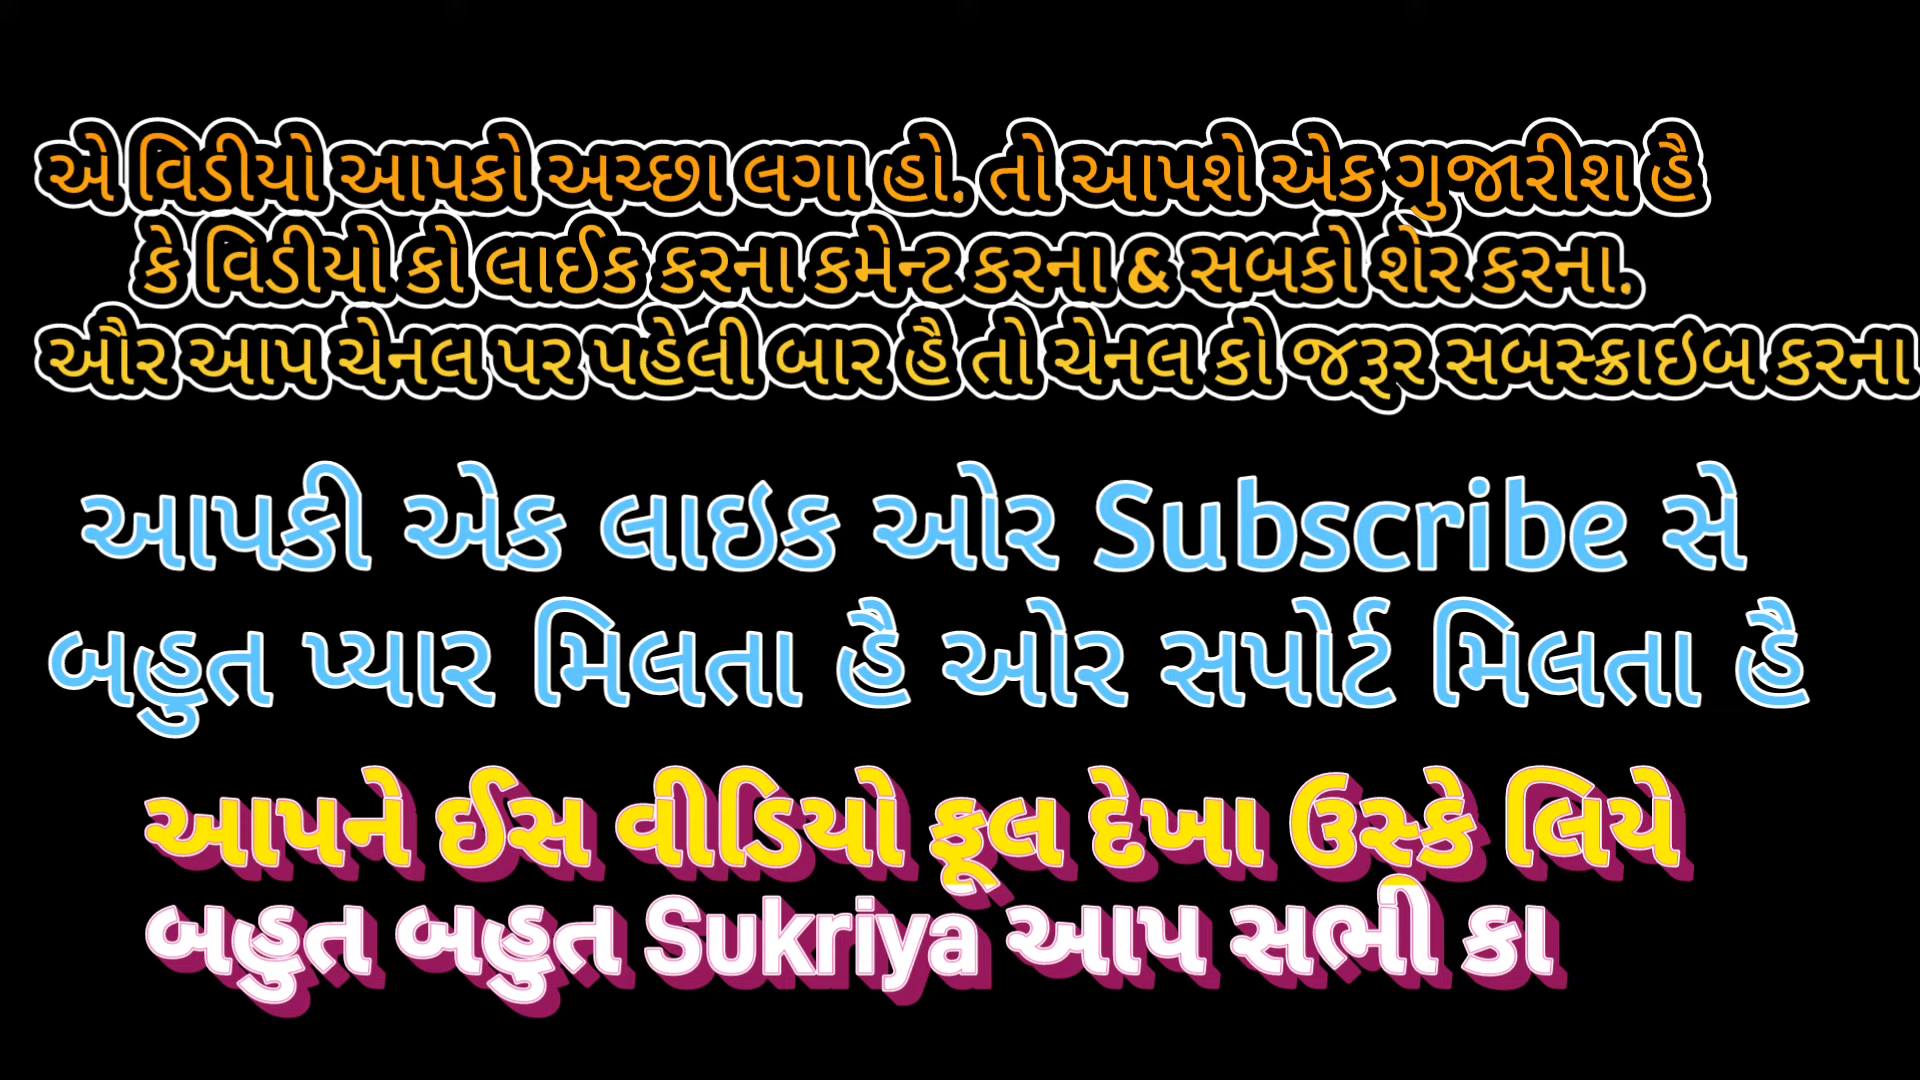 એ વિડીયો આપકો અચ્છા લગા હો. તો આપશે એક ગુજારીશ હૈ
કે વિડીયો કો લાઈક કરના કમેન્ટ કરના & સબકો શેર કરના.
ઔર આપ ચેનલ પર પહેલી બાર હૈ તો ચેનલ કો જરૂર સબસ્ક્રાઇબ કરના
આપકી એક લાઇક ઓર Subscribe સે
બહુત પ્યાર મિલતા હૈ ઓર સપોર્ટ મિલતા હૈ
આપને ઈસ વીડિયો ફૂલ દેખા ઉસ્કે લિયે
બહુત બહુત Sukriya આપ સભી કા